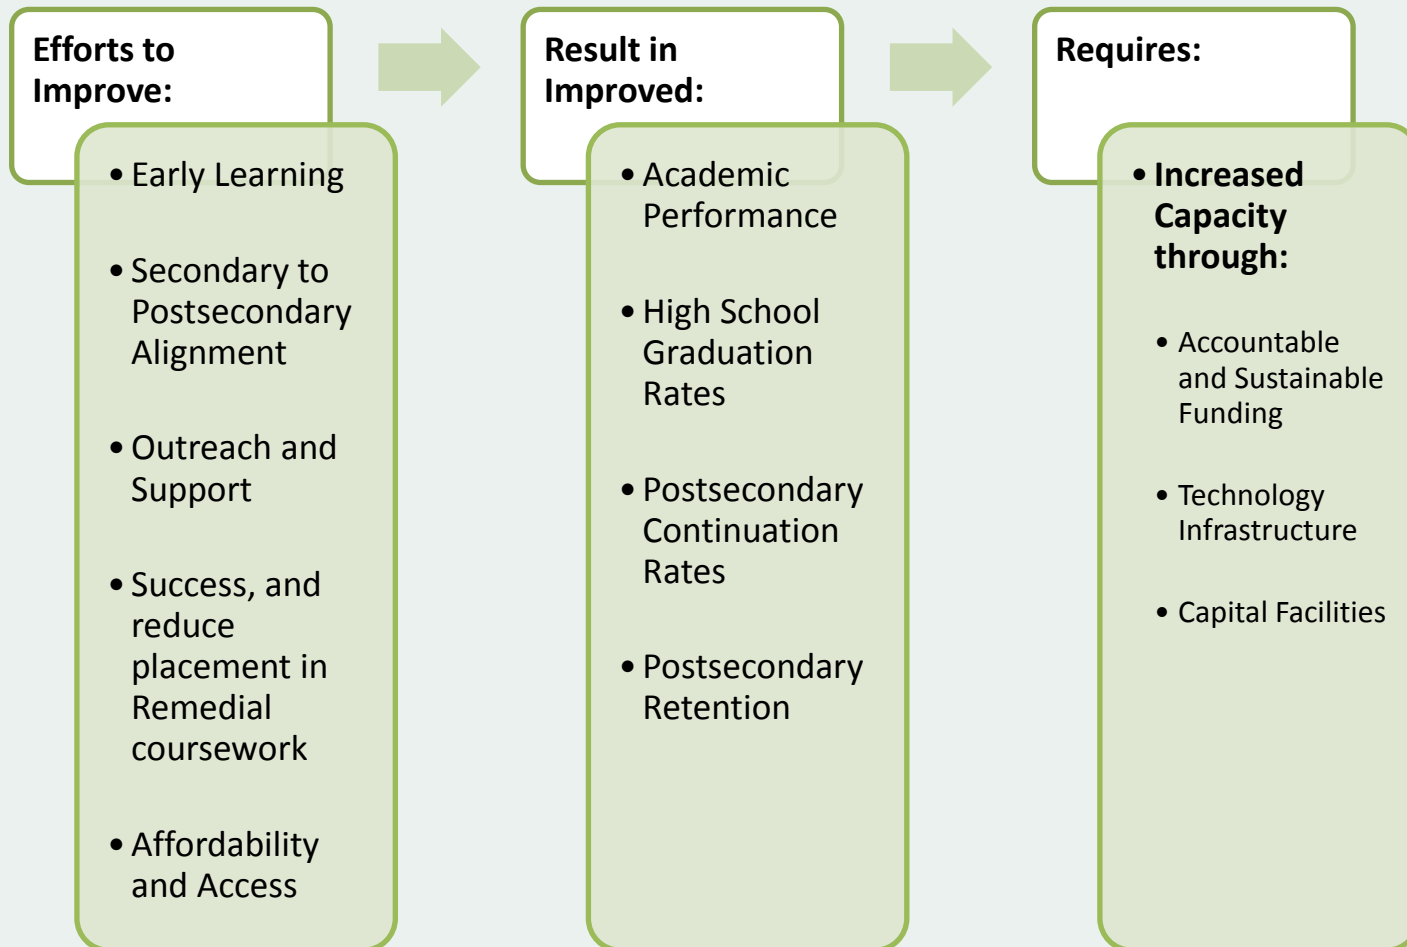 Efforts to
Improve:
• Early Learning
• Secondary to
Postsecondary
Alignment
• Outreach and
Support
• Success, and
reduce
placement in
Remedial
coursework
• Affordability
and Access
Result in
Improved:
• Academic
Performance
• High School
Graduation
Rates
• Postsecondary
Continuation
Rates
• Postsecondary
Retention
Requires:
• Increased
Capacity
through:
• Accountable
and Sustainable
Funding
• Technology
Infrastructure
• Capital Facilities